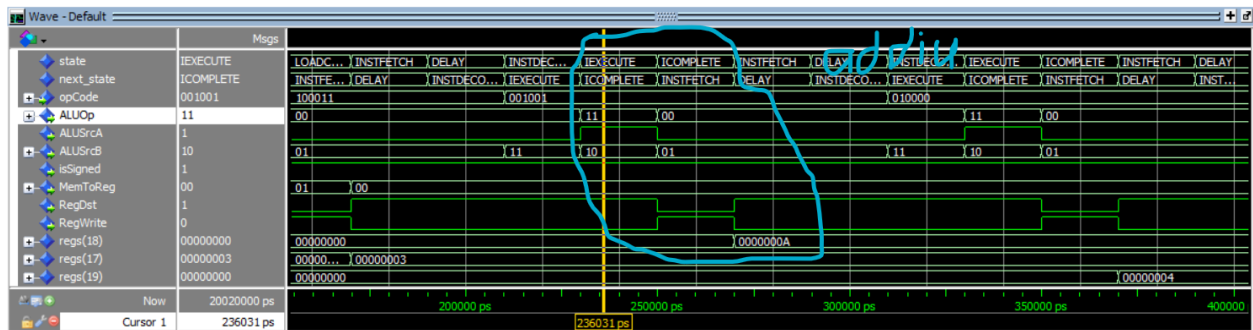 Wave - Default
Msgs
state IEXECUTE LOADC... INSTFETCH DELAY INSTDEC... IEXECUTE ICOMPLETE INSTFETCH DELAY INSTDECO... IEXECUTE ICOMPLETE INSTFETCH DELAY
addiu
next_state ICOMPLETE INSTFE... DELAY INSTDECO... IEXECUTE ICOMPLETE INSTFETCH DELAY INSTDECO... IEXECUTE ICOMPLETE INSTFETCH DELAY INST...
opCode 001001 100011 001001 010000
ALUOp 11 00 11 00 11 00
ALUSrcA 1
ALUSrcB 10 01 11 10 01 11 10 01
isSigned 1
MemToReg 00 01 00
RegDst 1
RegWrite 0
regs(18) 00000000 00000000 0000000A
regs(17) 00000003 00000... 00000003
regs(19) 00000000 00000000 00000004
Now 20020000 ps 200000 ps 250000 ps 300000 ps 350000 ps 400000
Cursor 1 236031 ps 236031 ps